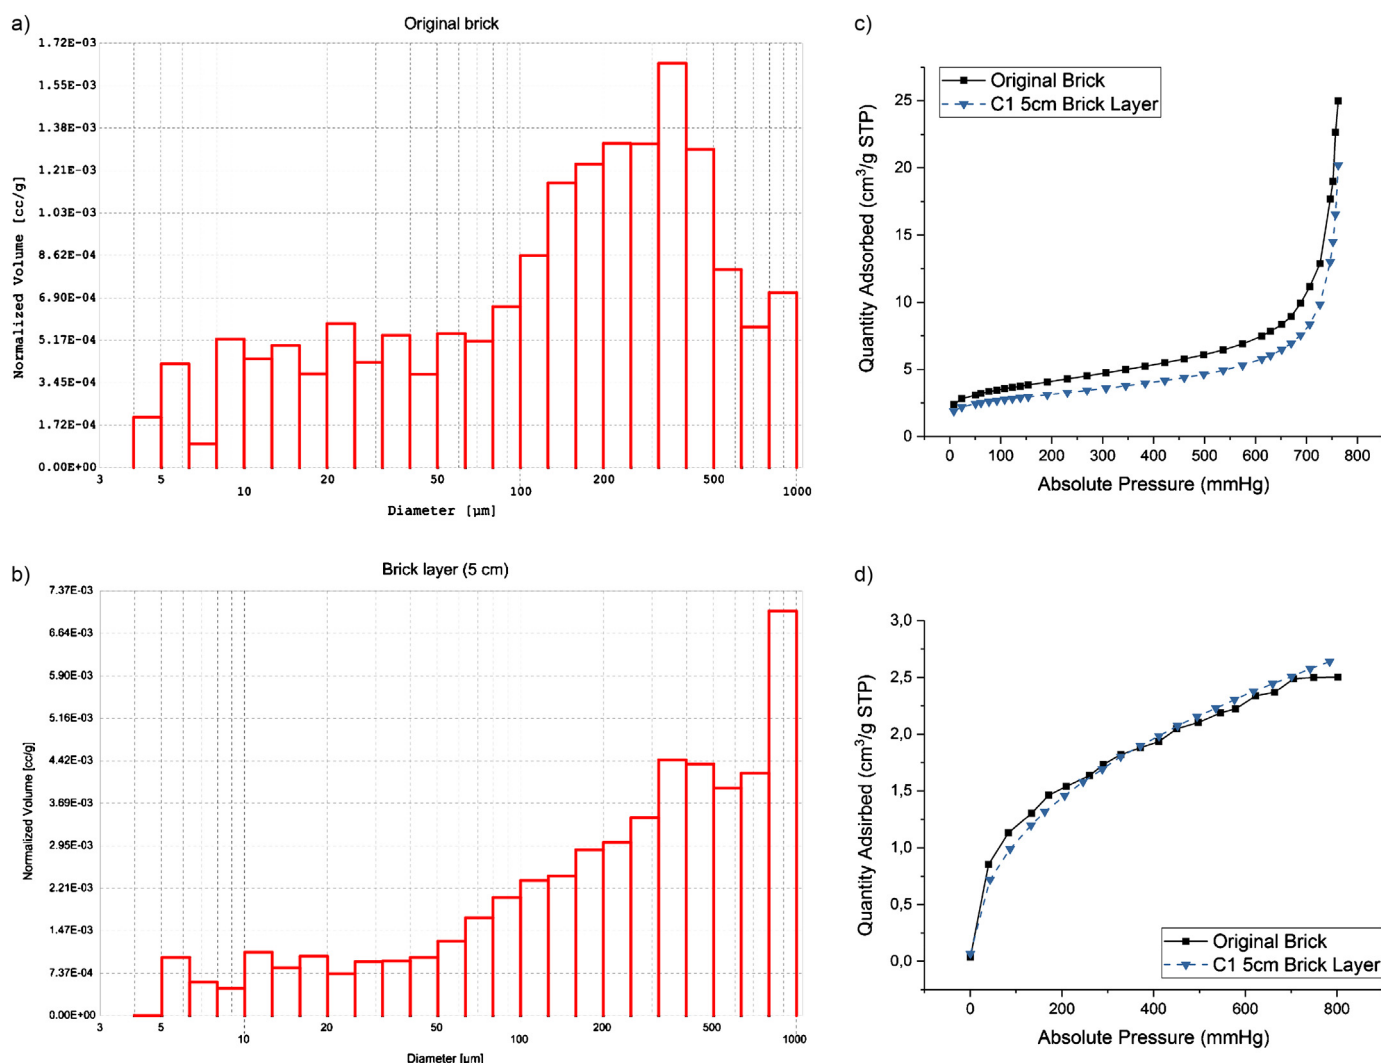 a)
Original brick
1.72E-03
1.55E-03
1.38E-03
1.21E-03
1.03E-03
8.62E-04
6.90E-04
5.17E-04
3.45E-04
1.72E-04
0.00E+00
Normalized Volume [cc/g]
3 5 10 20 50 100 200 500 1000
Diameter [µm]
c)
Original Brick
C1 5cm Brick Layer
25
20
15
10
5
0
Quantity Adsorbed (cm³/g STP)
0 100 200 300 400 500 600 700 800
Absolute Pressure (mmHg)
b)
Brick layer (5 cm)
7.37E-03
6.64E-03
5.90E-03
5.16E-03
4.42E-03
3.69E-03
2.95E-03
2.21E-03
1.47E-03
7.37E-04
0.00E+00
Normalized Volume [cc/g]
3 5 10 20 50 100 200 500 1000
Diameter [µm]
d)
3,0
2,5
2,0
1,5
1,0
0,5
0,0
Quantity Adsirbed (cm³/g STP)
Original Brick
C1 5cm Brick Layer
0 200 400 600 800
Absolute Pressure (mmHg)